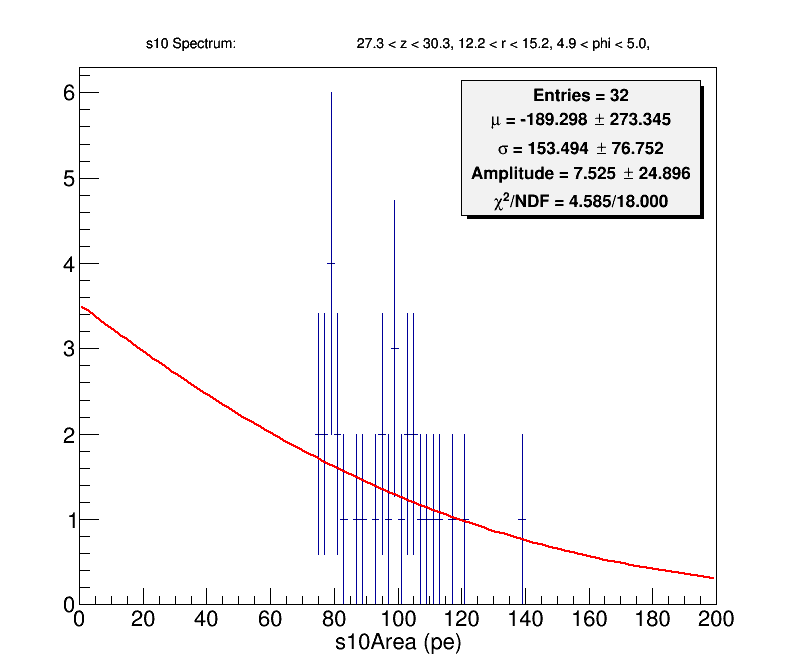 s10 Spectrum: 27.3 < z < 30.3, 12.2 < r < 15.2, 4.9 < phi < 5.0,
Entries = 32
μ = -189.298 ± 273.345
σ = 153.494 ± 76.752
Amplitude = 7.525 ± 24.896
χ²/NDF = 4.585/18.000
6
5
4
3
2
1
0
0 20 40 60 80 100 120 140 160 180 200
s10Area (pe)